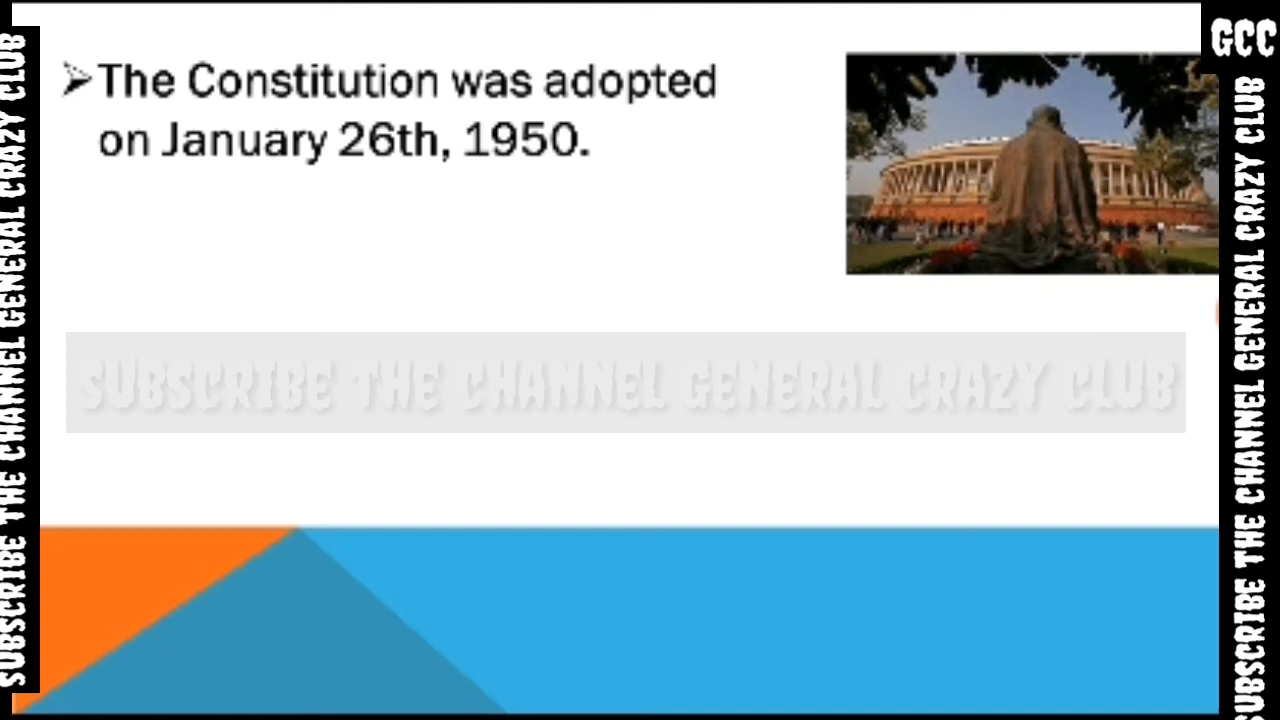 GCC
The Constitution was adopted
on January 26th, 1950.
SUBSCRIBE THE CHANNEL GENERAL CRAZY CLUB
SUBSCRIBE THE CHANNEL GENERAL CRAZY CLUB
SUBSCRIBE THE CHANNEL GENERAL CRAZY CLUB